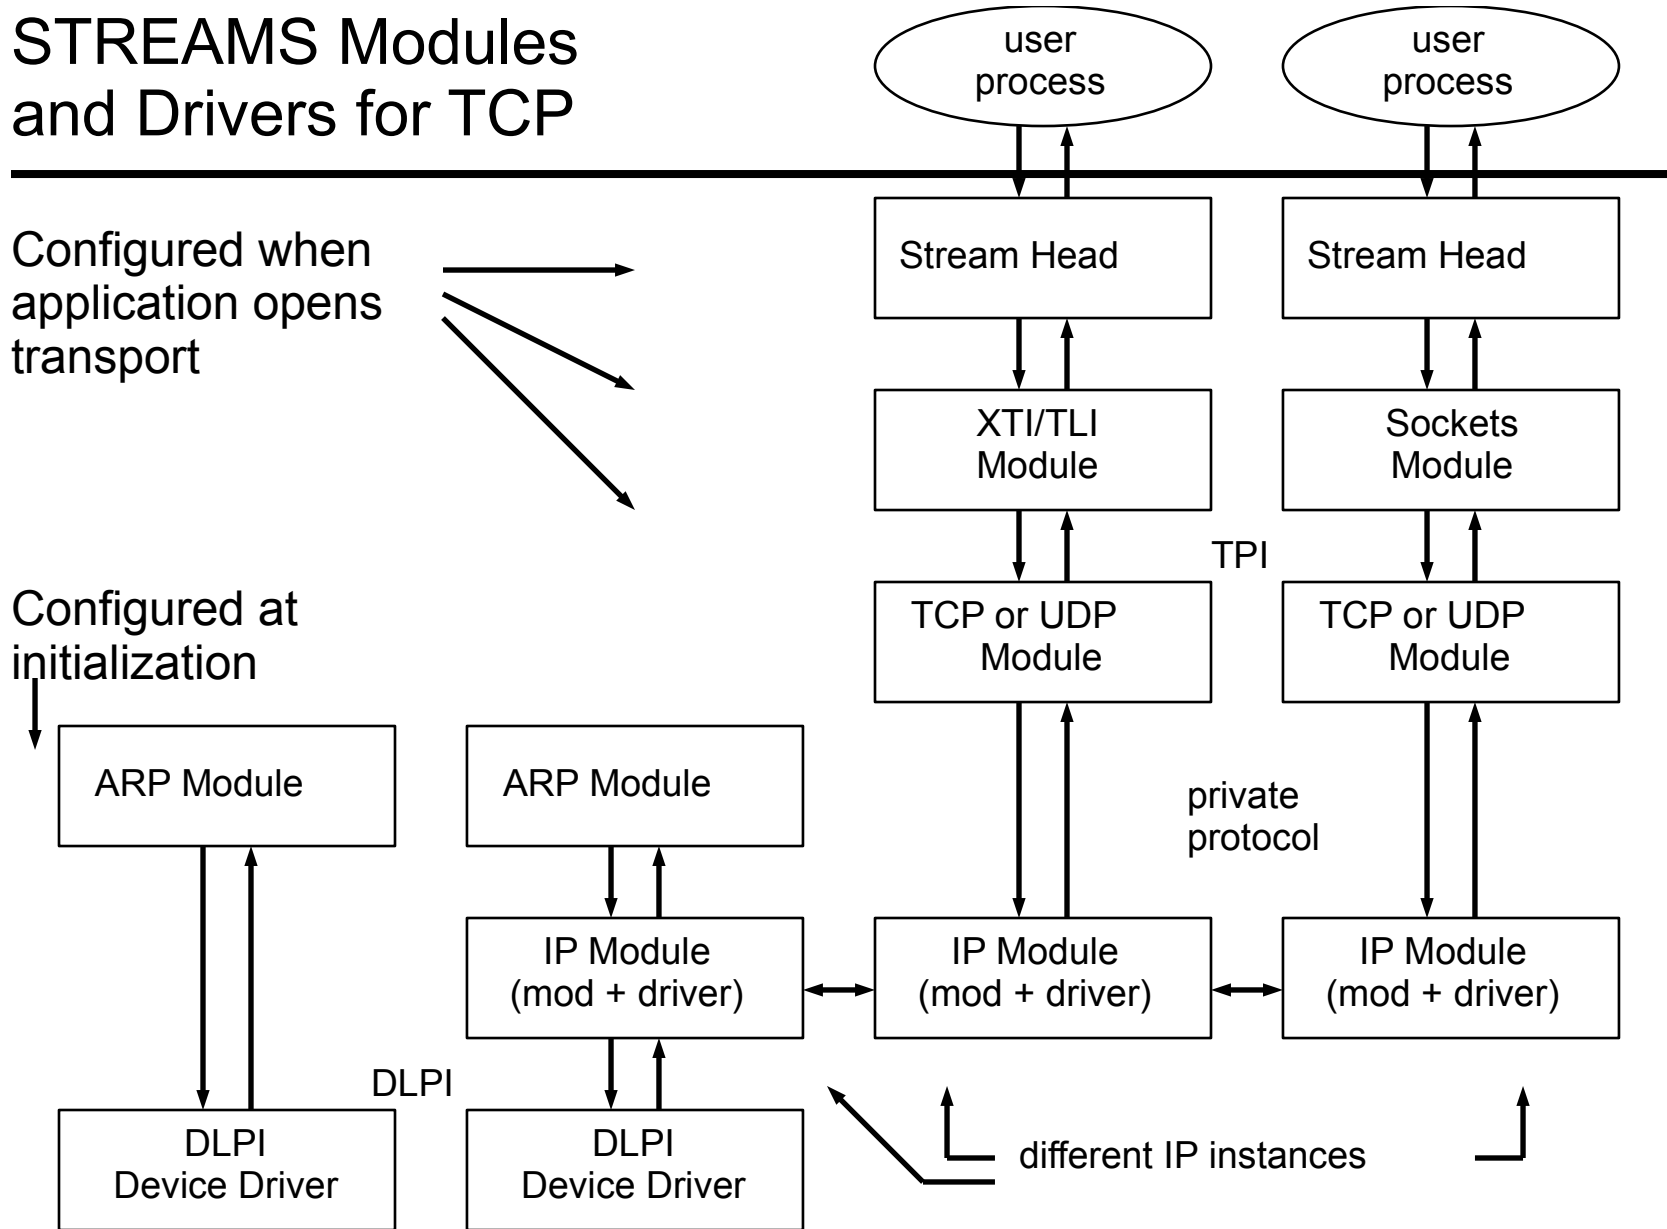 STREAMS Modules
and Drivers for TCP
user
process
user
process
Configured when
application opens
transport
Stream Head
Stream Head
XTI/TLI
Module
Sockets
Module
TPI
Configured at
initialization
TCP or UDP
Module
TCP or UDP
Module
ARP Module
ARP Module
private
protocol
IP Module
(mod + driver)
IP Module
(mod + driver)
IP Module
(mod + driver)
DLPI
DLPI
Device Driver
DLPI
Device Driver
different IP instances